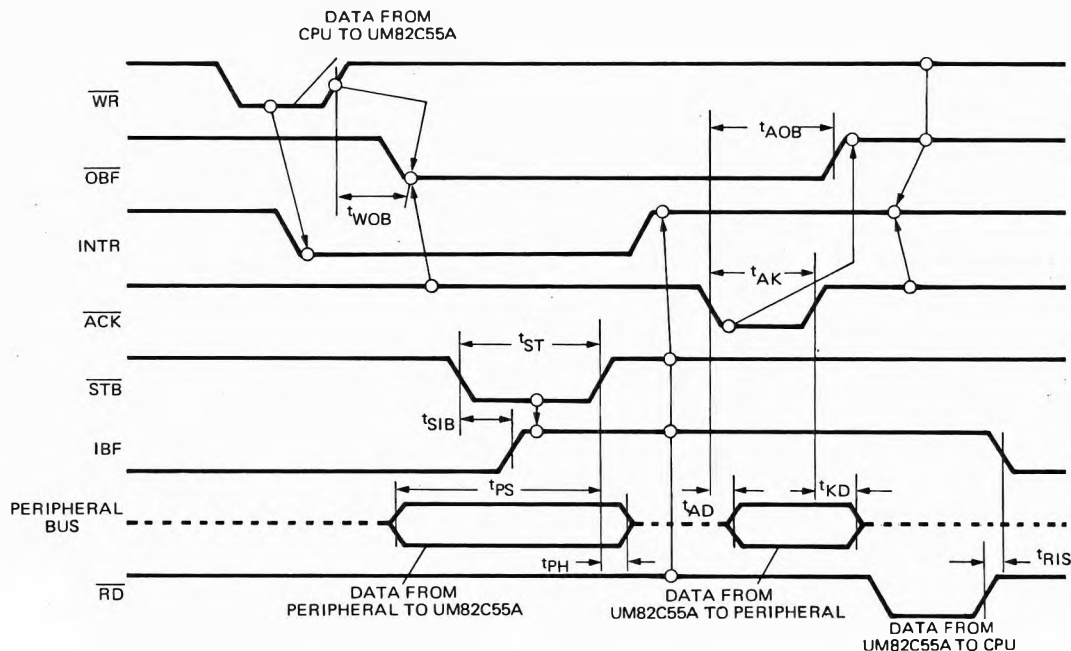 DATA FROM
CPU TO UM82C55A
WR
tAOB
OBF
tWOB
INTR
tAK
ACK
tST
STB
tSIB
IBF
tPS
tKD
PERIPHERAL
BUS
tAD
tPH
tRIS
RD
DATA FROM
PERIPHERAL TO UM82C55A
DATA FROM
UM82C55A TO PERIPHERAL
DATA FROM
UM82C55A TO CPU